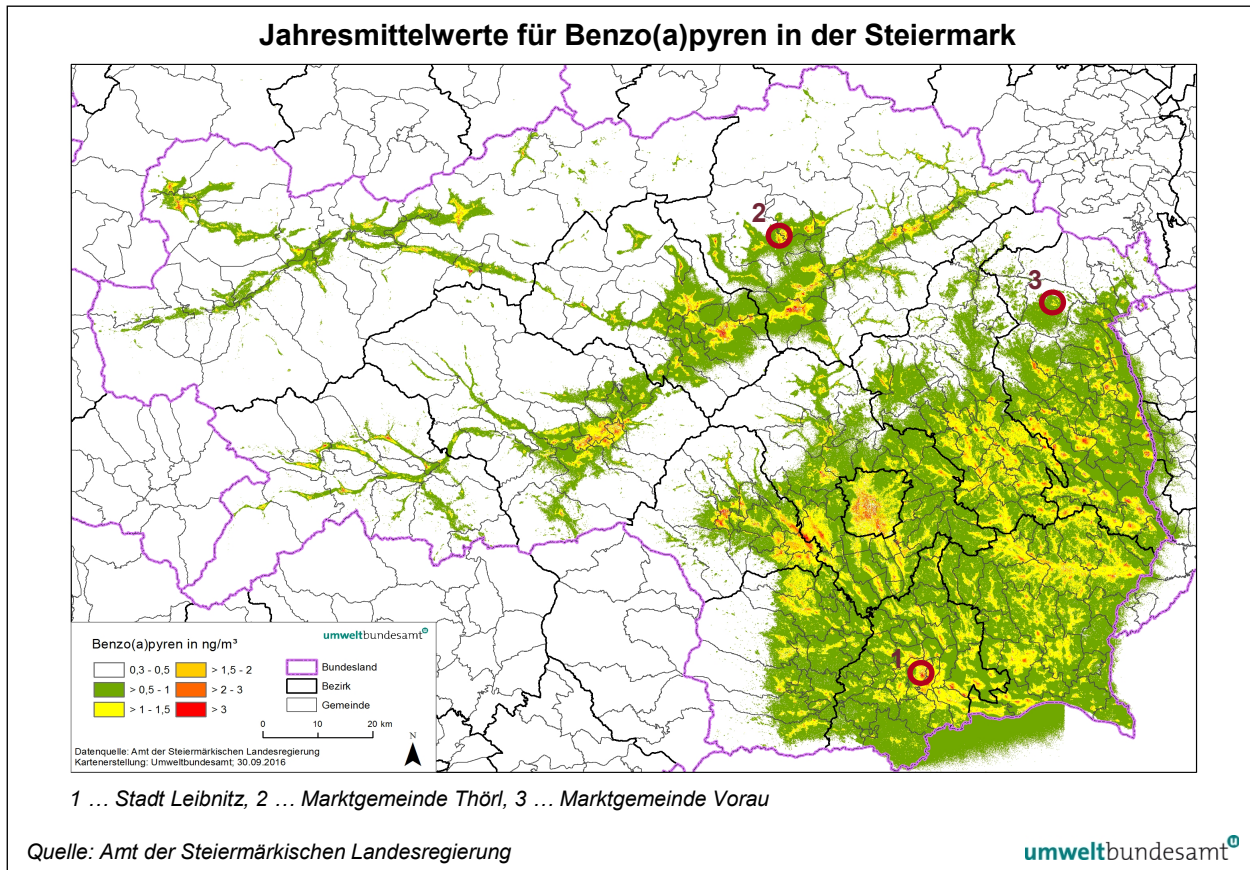 Jahresmittelwerte für Benzo(a)pyren in der Steiermark
2
3
1
Benzo(a)pyren in ng/m³
umweltbundesamt
0,3 - 0,5
> 0,5 - 1
> 1 - 1,5
> 1,5 - 2
> 2 - 3
> 3
Bundesland
Bezirk
Gemeinde
0 10 20 km
N
Datenquelle: Amt der Steiermärkischen Landesregierung
Kartenerstellung: Umweltbundesamt; 30.09.2016
1 … Stadt Leibnitz, 2 … Marktgemeinde Thörl, 3 … Marktgemeinde Vorau
Quelle: Amt der Steiermärkischen Landesregierung
umweltbundesamt